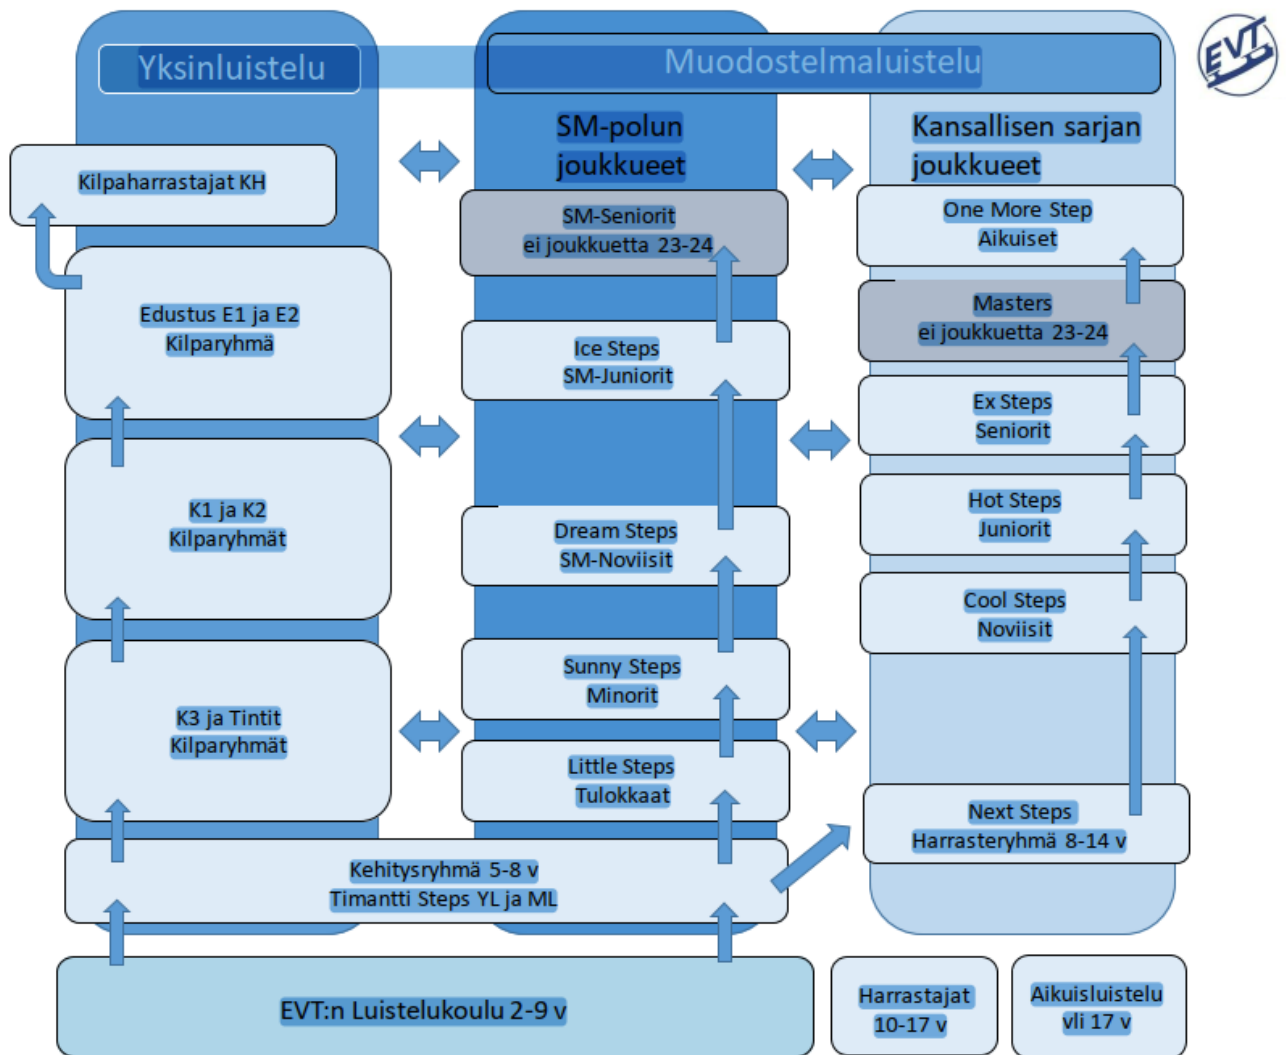 Yksinluistelu
Muodostelmaluistelu
EVT
SM-polun
joukkueet
Kansallisen sarjan
joukkueet
Kilpaharrastajat KH
SM-Seniorit
ei joukkuetta 23-24
One More Step
Aikuiset
Edustus E1 ja E2
Kilparyhmä
Ice Steps
SM-Juniorit
Masters
ei joukkuetta 23-24
Ex Steps
Seniorit
K1 ja K2
Kilparyhmät
Dream Steps
SM-Noviisit
Hot Steps
Juniorit
Cool Steps
Noviisit
K3 ja Tintit
Kilparyhmät
Sunny Steps
Minorit
Little Steps
Tulokkaat
Next Steps
Harrasteryhmä 8-14 v
Kehitysryhmä 5-8 v
Timantti Steps YL ja ML
EVT:n Luistelukoulu 2-9 v
Harrastajat
10-17 v
Aikuisluistelu
vli 17 v